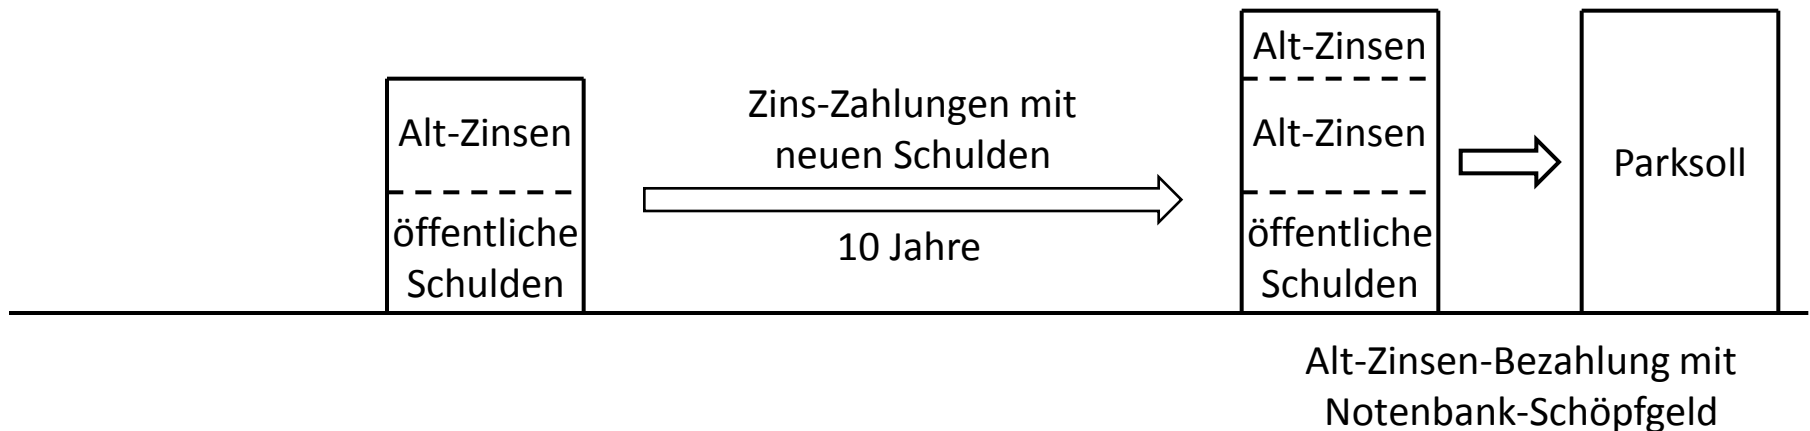 Alt-Zinsen
öffentliche
Schulden
Zins-Zahlungen mit
neuen Schulden
10 Jahre
Alt-Zinsen
Alt-Zinsen
öffentliche
Schulden
Parksoll
Alt-Zinsen-Bezahlung mit
Notenbank-Schöpfgeld